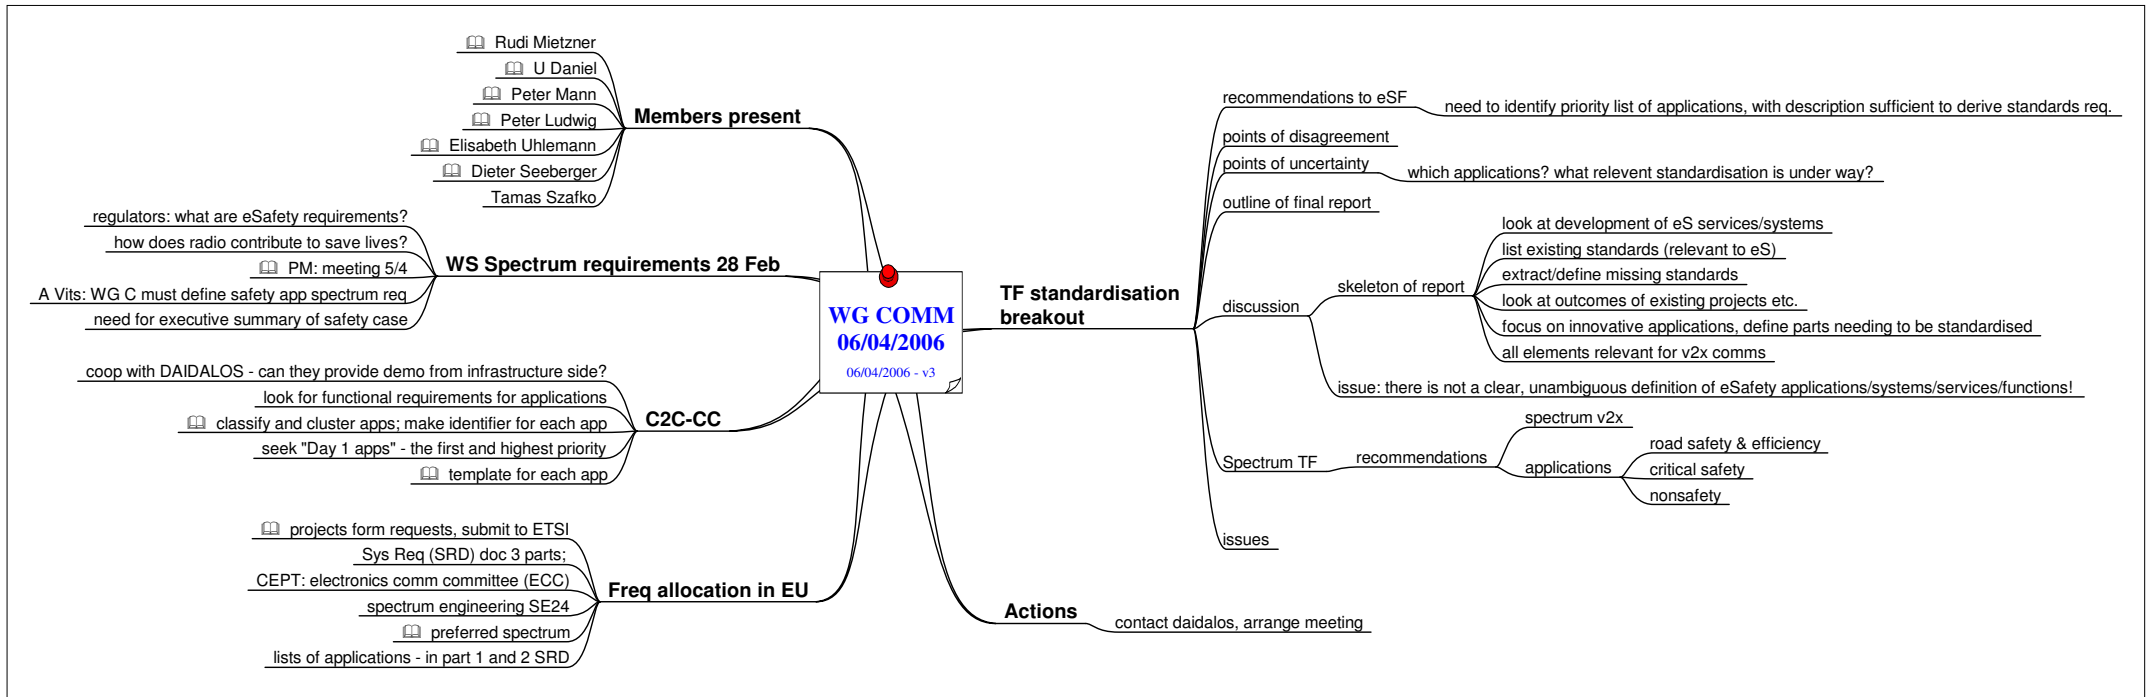 Rudi Mietzner
U Daniel
Peter Mann
Peter Ludwig
Elisabeth Uhlemann
Dieter Seeberger
Tamas Szafko
Members present
regulators: what are eSafety requirements?
how does radio contribute to save lives?
PM: meeting 5/4
A Vits: WG C must define safety app spectrum req
need for executive summary of safety case
WS Spectrum requirements 28 Feb
coop with DAIDALOS - can they provide demo from infrastructure side?
look for functional requirements for applications
classify and cluster apps; make identifier for each app
seek "Day 1 apps" - the first and highest priority
template for each app
C2C-CC
projects form requests, submit to ETSI
Sys Req (SRD) doc 3 parts;
CEPT: electronics comm committee (ECC)
spectrum engineering SE24
preferred spectrum
lists of applications - in part 1 and 2 SRD
Freq allocation in EU
WG COMM
06/04/2006
06/04/2006 - v3
TF standardisation
breakout
recommendations to eSF
need to identify priority list of applications, with description sufficient to derive standards req.
points of disagreement
points of uncertainty
which applications? what relevent standardisation is under way?
outline of final report
discussion
skeleton of report
look at development of eS services/systems
list existing standards (relevant to eS)
extract/define missing standards
look at outcomes of existing projects etc.
focus on innovative applications, define parts needing to be standardised
all elements relevant for v2x comms
issue: there is not a clear, unambiguous definition of eSafety applications/systems/services/functions!
Spectrum TF
recommendations
spectrum v2x
applications
road safety & efficiency
critical safety
nonsafety
issues
Actions
contact daidalos, arrange meeting